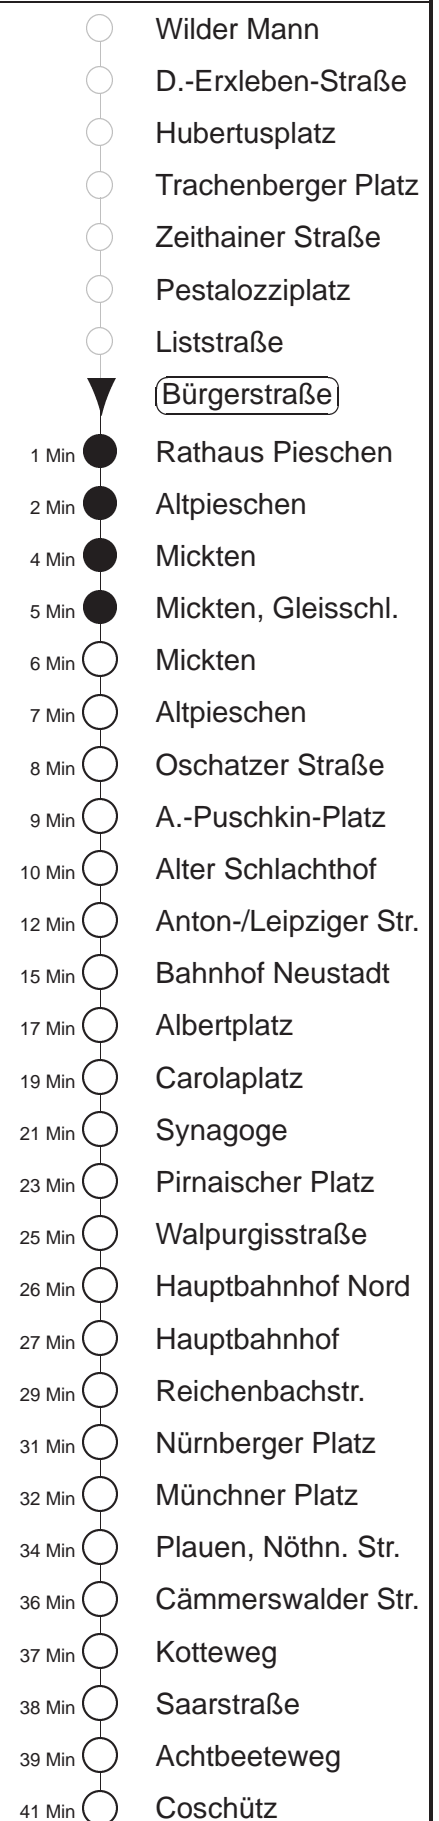 Wilder Mann
D.-Erxleben-Straße
Hubertusplatz
Trachenberger Platz
Zeithainer Straße
Pestalozziplatz
Liststraße
Bürgerstraße
1 Min Rathaus Pieschen
2 Min Altpieschen
4 Min Mickten
5 Min Mickten, Gleisschl.
6 Min Mickten
7 Min Altpieschen
8 Min Oschatzer Straße
9 Min A.-Puschkin-Platz
10 Min Alter Schlachthof
12 Min Anton-/Leipziger Str.
15 Min Bahnhof Neustadt
17 Min Albertplatz
19 Min Carolaplatz
21 Min Synagoge
23 Min Pirnaischer Platz
25 Min Walpurgisstraße
26 Min Hauptbahnhof Nord
27 Min Hauptbahnhof
29 Min Reichenbachstr.
31 Min Nürnberger Platz
32 Min Münchner Platz
34 Min Plauen, Nöthn. Str.
36 Min Cämmerswalder Str.
37 Min Kotteweg
38 Min Saarstraße
39 Min Achtbeeteweg
41 Min Coschütz